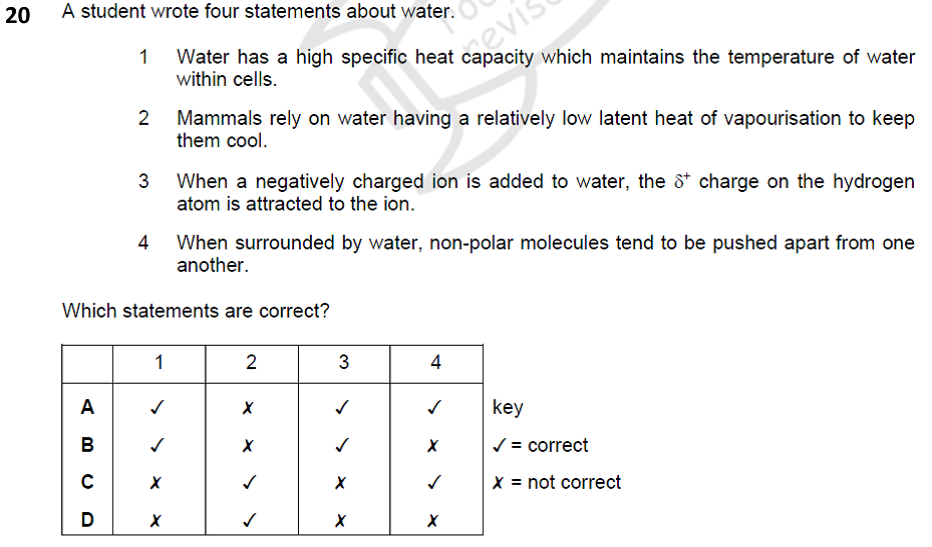 20 A student wrote four statements about water.
1 Water has a high specific heat capacity which maintains the temperature of water
within cells.
2 Mammals rely on water having a relatively low latent heat of vapourisation to keep
them cool.
3 When a negatively charged ion is added to water, the δ⁺ charge on the hydrogen
atom is attracted to the ion.
4 When surrounded by water, non-polar molecules tend to be pushed apart from one
another.
Which statements are correct?
1 2 3 4
A ✓ ✗ ✓ ✓ key
B ✓ ✗ ✓ ✗ ✓ = correct
C ✗ ✓ ✗ ✓ ✗ = not correct
D ✗ ✓ ✗ ✗